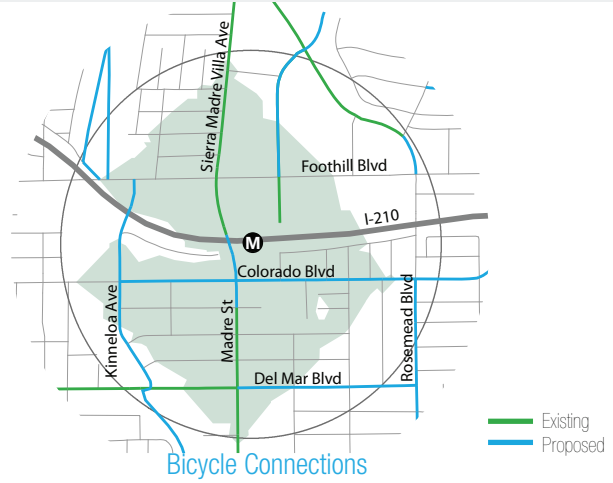 Sierra Madre Villa Ave
Foothill Blvd
I-210
M
Colorado Blvd
Kinneloa Ave
Madre St
Rosemead Blvd
Del Mar Blvd
Existing
Proposed
Bicycle Connections